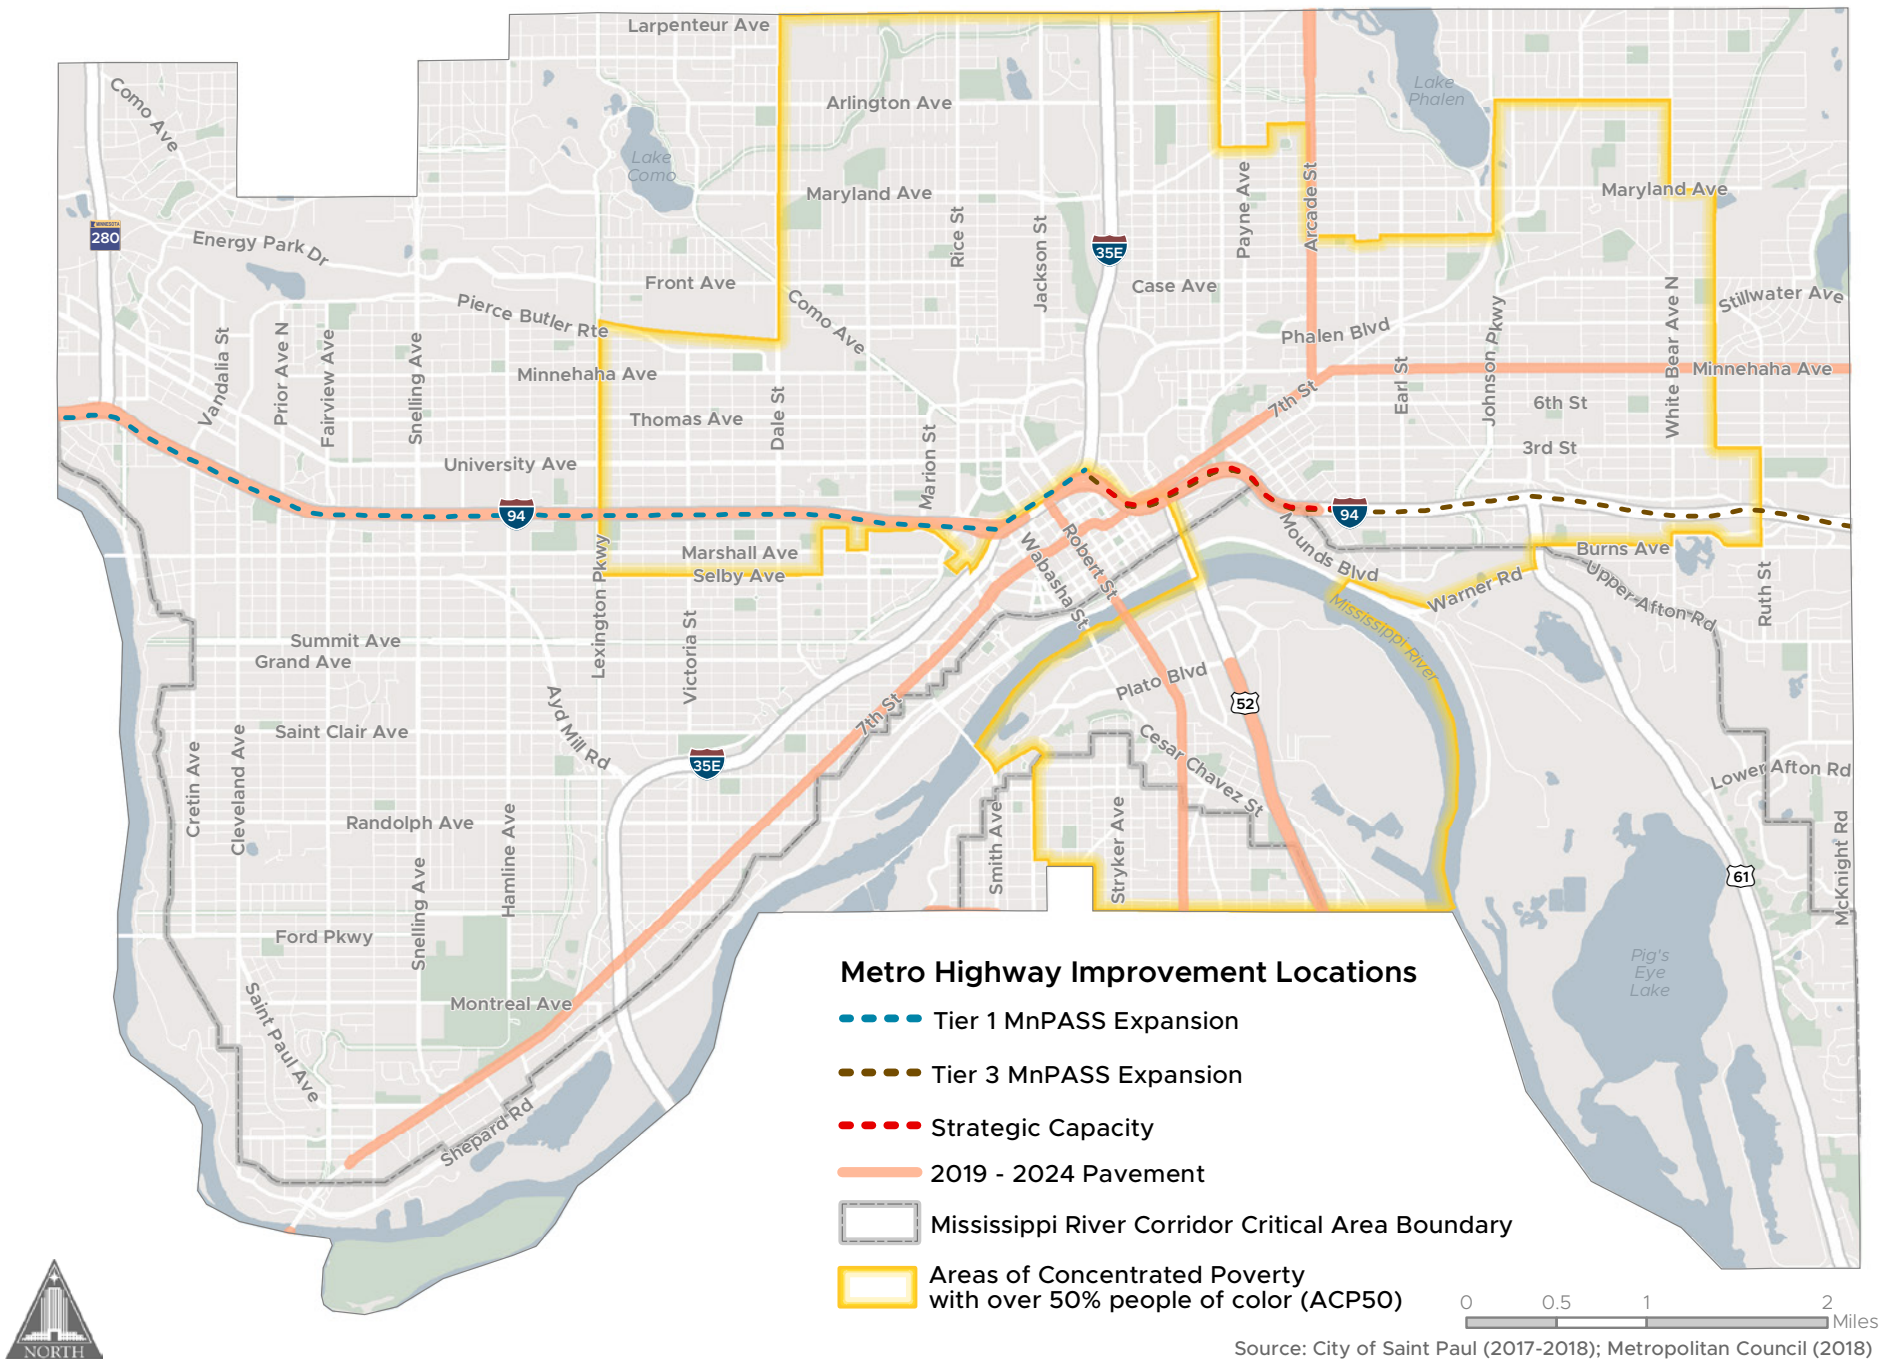 Larpenteur Ave
Como Ave
Arlington Ave
Lake
Phalen
Lake
Como
Maryland Ave
Maryland Ave
Payne Ave
Arcade St
Rice St
Jackson St
MINNESOTA
280
Energy Park Dr
35E
Front Ave
Case Ave
Como Ave
Stillwater Ave
Pierce Butler Rte
Phalen Blvd
Johnson Pkwy
White Bear Ave N
Vandalia St
Prior Ave N
Fairview Ave
Snelling Ave
Minnehaha Ave
Minnehaha Ave
Earl St
7th St
6th St
Thomas Ave
Dale St
3rd St
University Ave
Marion St
94
94
Marshall Ave
Selby Ave
Lexington Pkwy
Wabasha St
Robert St
Mounds Blvd
Burns Ave
Warner Rd
Upper Afton Rd
Ruth St
Mississippi River
Summit Ave
Grand Ave
Victoria St
Plato Blvd
52
7th St
Ayd Mill Rd
Saint Clair Ave
Cretin Ave
Cleveland Ave
35E
Cesar Chavez St
Lower Afton Rd
Randolph Ave
Hamline Ave
Smith Ave
Stryker Ave
McKnight Rd
61
Snelling Ave
Ford Pkwy
Pig's
Eye
Lake
Saint Paul Ave
Montreal Ave
Shepard Rd
Metro Highway Improvement Locations
Tier 1 MnPASS Expansion
Tier 3 MnPASS Expansion
Strategic Capacity
2019 - 2024 Pavement
Mississippi River Corridor Critical Area Boundary
Areas of Concentrated Poverty
with over 50% people of color (ACP50)
0 0.5 1 2
Miles
Source: City of Saint Paul (2017-2018); Metropolitan Council (2018)
NORTH